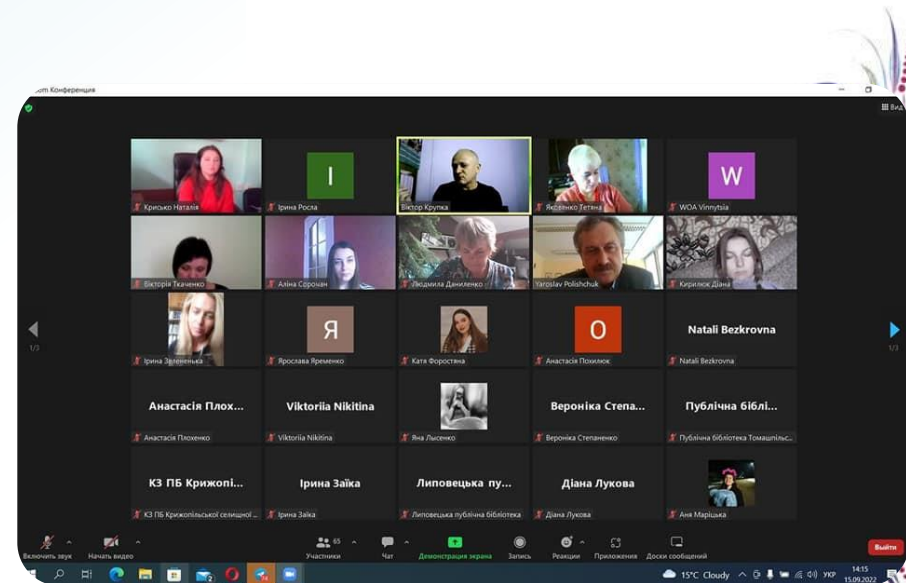 Конференция
Вид
Крисько Наталія
І
Ірина Росла
Віктор Крупка
Яковенко Тетяна
W
WOA Vinnytsia
Вікторія Ткаченко
Аліна Сорочан
Людмила Даниленко
Yaroslav Polishchuk
Кирилюк Діана
1/3
Ірина Зелененька
Я
Ярослава Яременко
Катя Форостяна
О
Анастасія Похилюк
Natali Bezkrovna
Natali Bezkrovna
1/3
Анастасія Плох...
Анастасія Плохенко
Viktoriia Nikitina
Viktoriia Nikitina
Яна Лысенко
Вероніка Степа...
Вероніка Степаненко
Публічна біблі...
Публічна бібліотека Томашпільс...
КЗ ПБ Крижопі...
КЗ ПБ Крижопільської селищної ...
Ірина Заїка
Ірина Заїка
Липовецька пу...
Липовецька публічна бібліотека
Діана Лукова
Діана Лукова
Аня Маріцька
Включить звук
Начать видео
65
Участники
Чат
Демонстрация экрана
Запись
Реакции
Приложения
Доски сообщений
Выйти
15°C Cloudy
УКР
14:15
15.09.2022